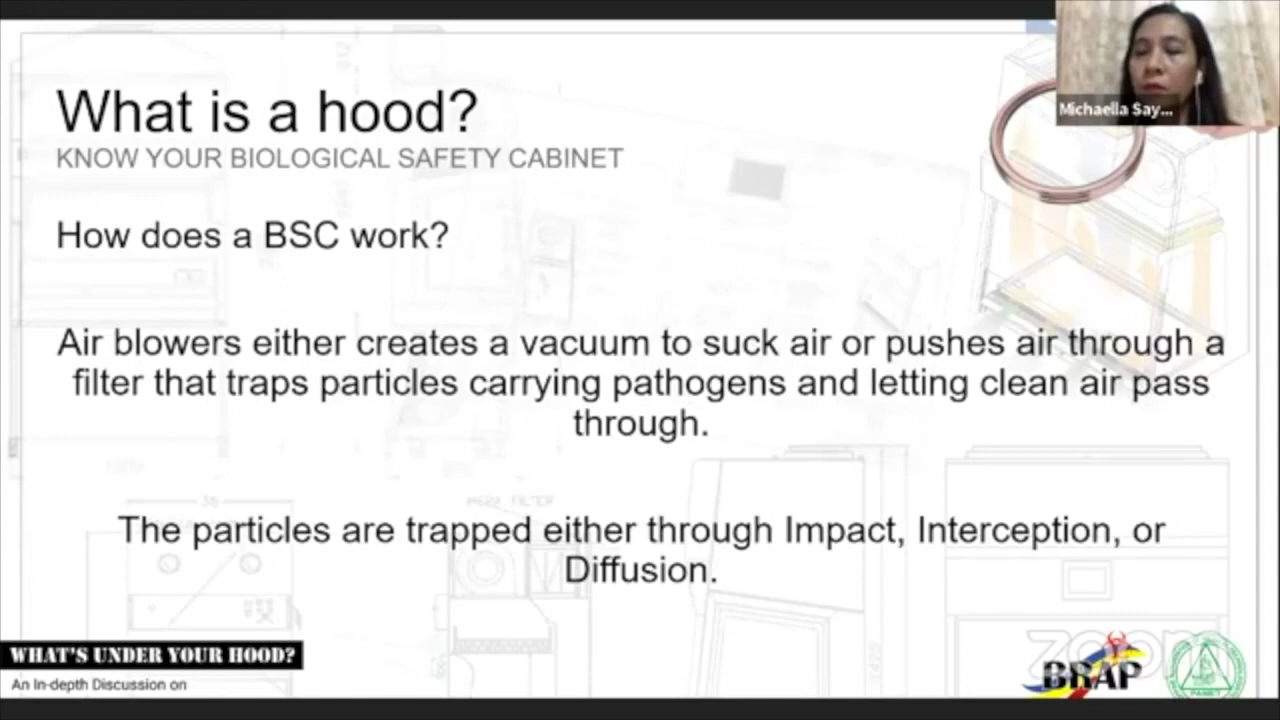 What is a hood?
KNOW YOUR BIOLOGICAL SAFETY CABINET
Michaella Say...
How does a BSC work?
Air blowers either creates a vacuum to suck air or pushes air through a
filter that traps particles carrying pathogens and letting clean air pass
through.
The particles are trapped either through Impact, Interception, or
Diffusion.
WHAT'S UNDER YOUR HOOD?
An In-depth Discussion on
zoom
BRAP